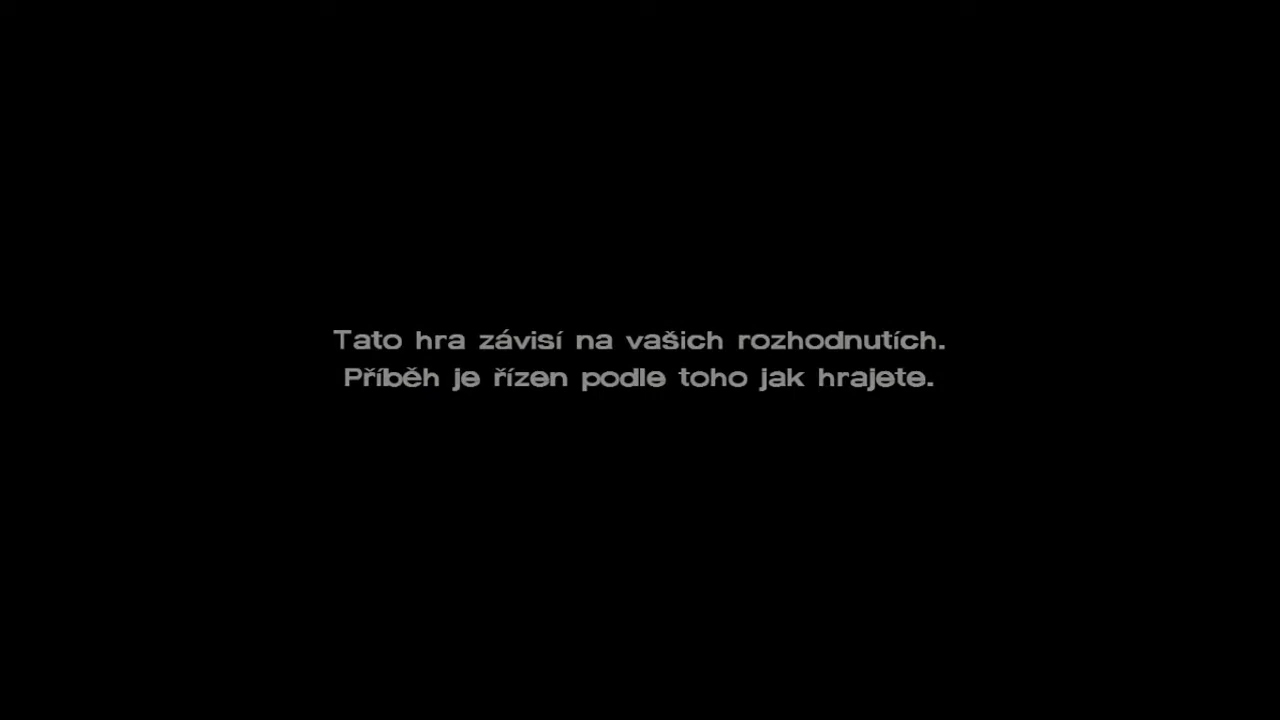 Tato hra závisí na vašich rozhodnutích.
Příběh je řízen podle toho jak hrajete.